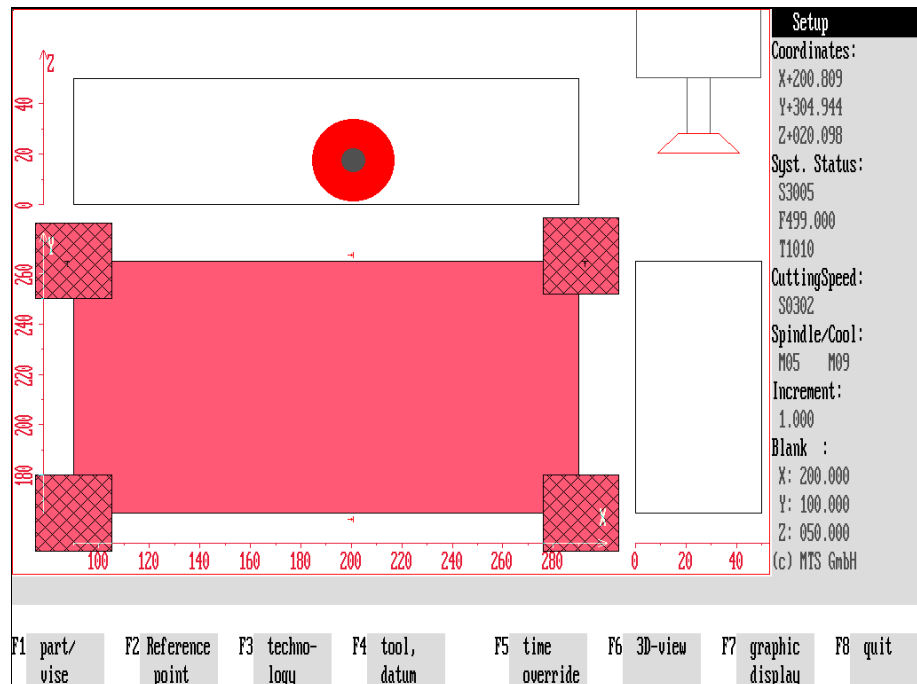 Setup
Coordinates:
X+200.809
Y+304.944
Z+020.098
Syst. Status:
S3005
F499.000
T1010
CuttingSpeed:
S0302
Spindle/Cool:
M05 M09
Increment:
1.000
Blank :
X: 200.000
Y: 100.000
Z: 050.000
(c) MTS GmbH
Z
40
20
0
Y
260
240
220
200
180
X
100 120 140 160 180 200 220 240 260 280
0 20 40
F1 part/ vise
F2 Reference point
F3 techno- logy
F4 tool, datum
F5 time override
F6 3D-view
F7 graphic display
F8 quit